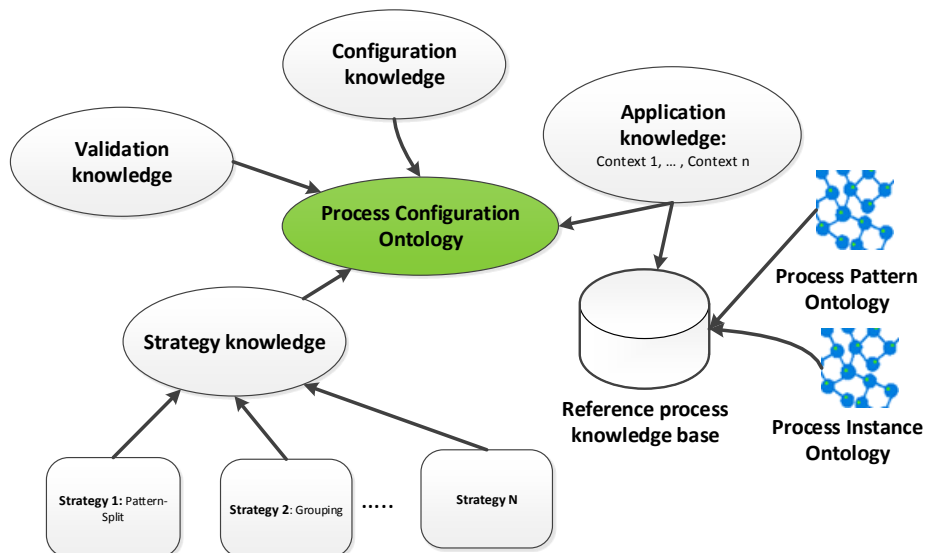 Configuration
knowledge
Application
knowledge:
Context 1, ... , Context n
Validation
knowledge
Process Configuration
Ontology
Process Pattern
Ontology
Strategy knowledge
Reference process
knowledge base
Process Instance
Ontology
Strategy 1: Pattern-
Split
Strategy 2: Grouping
.....
Strategy N